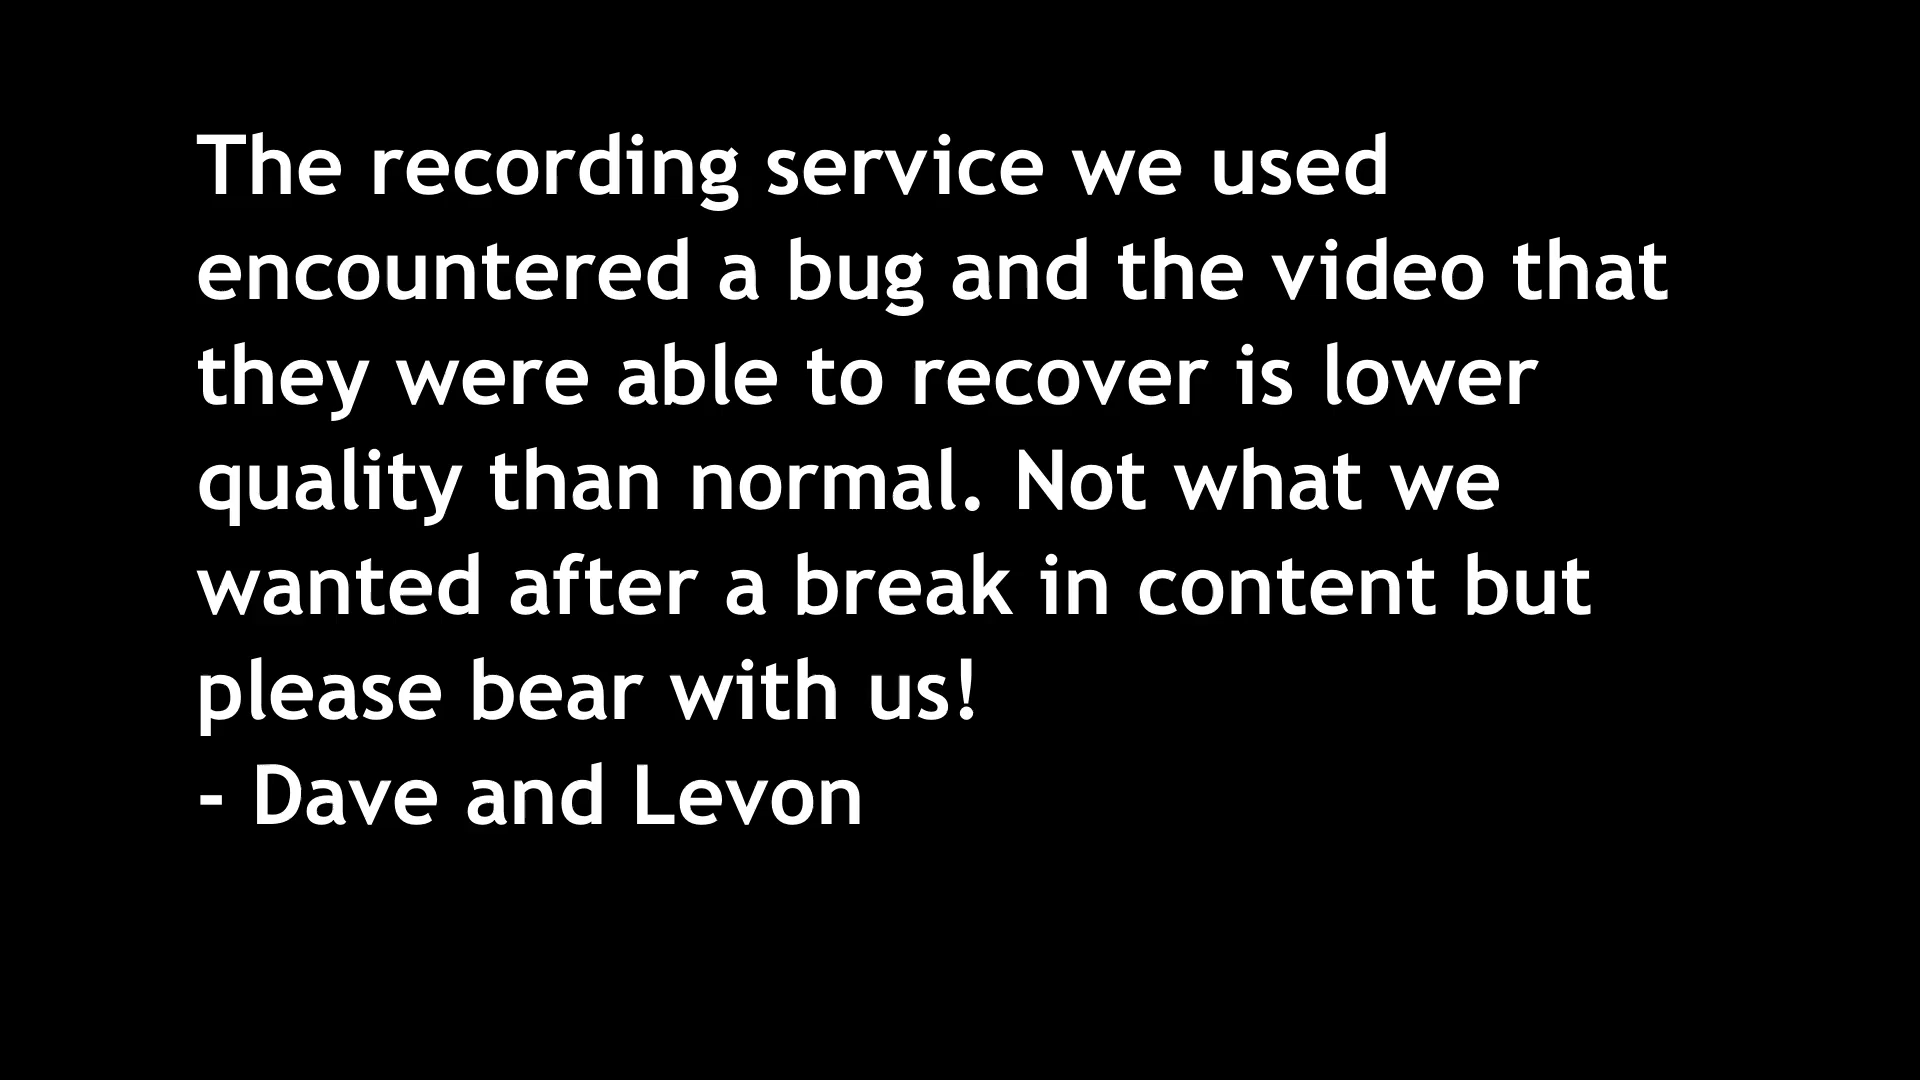 The recording service we used
encountered a bug and the video that
they were able to recover is lower
quality than normal. Not what we
wanted after a break in content but
please bear with us!
- Dave and Levon